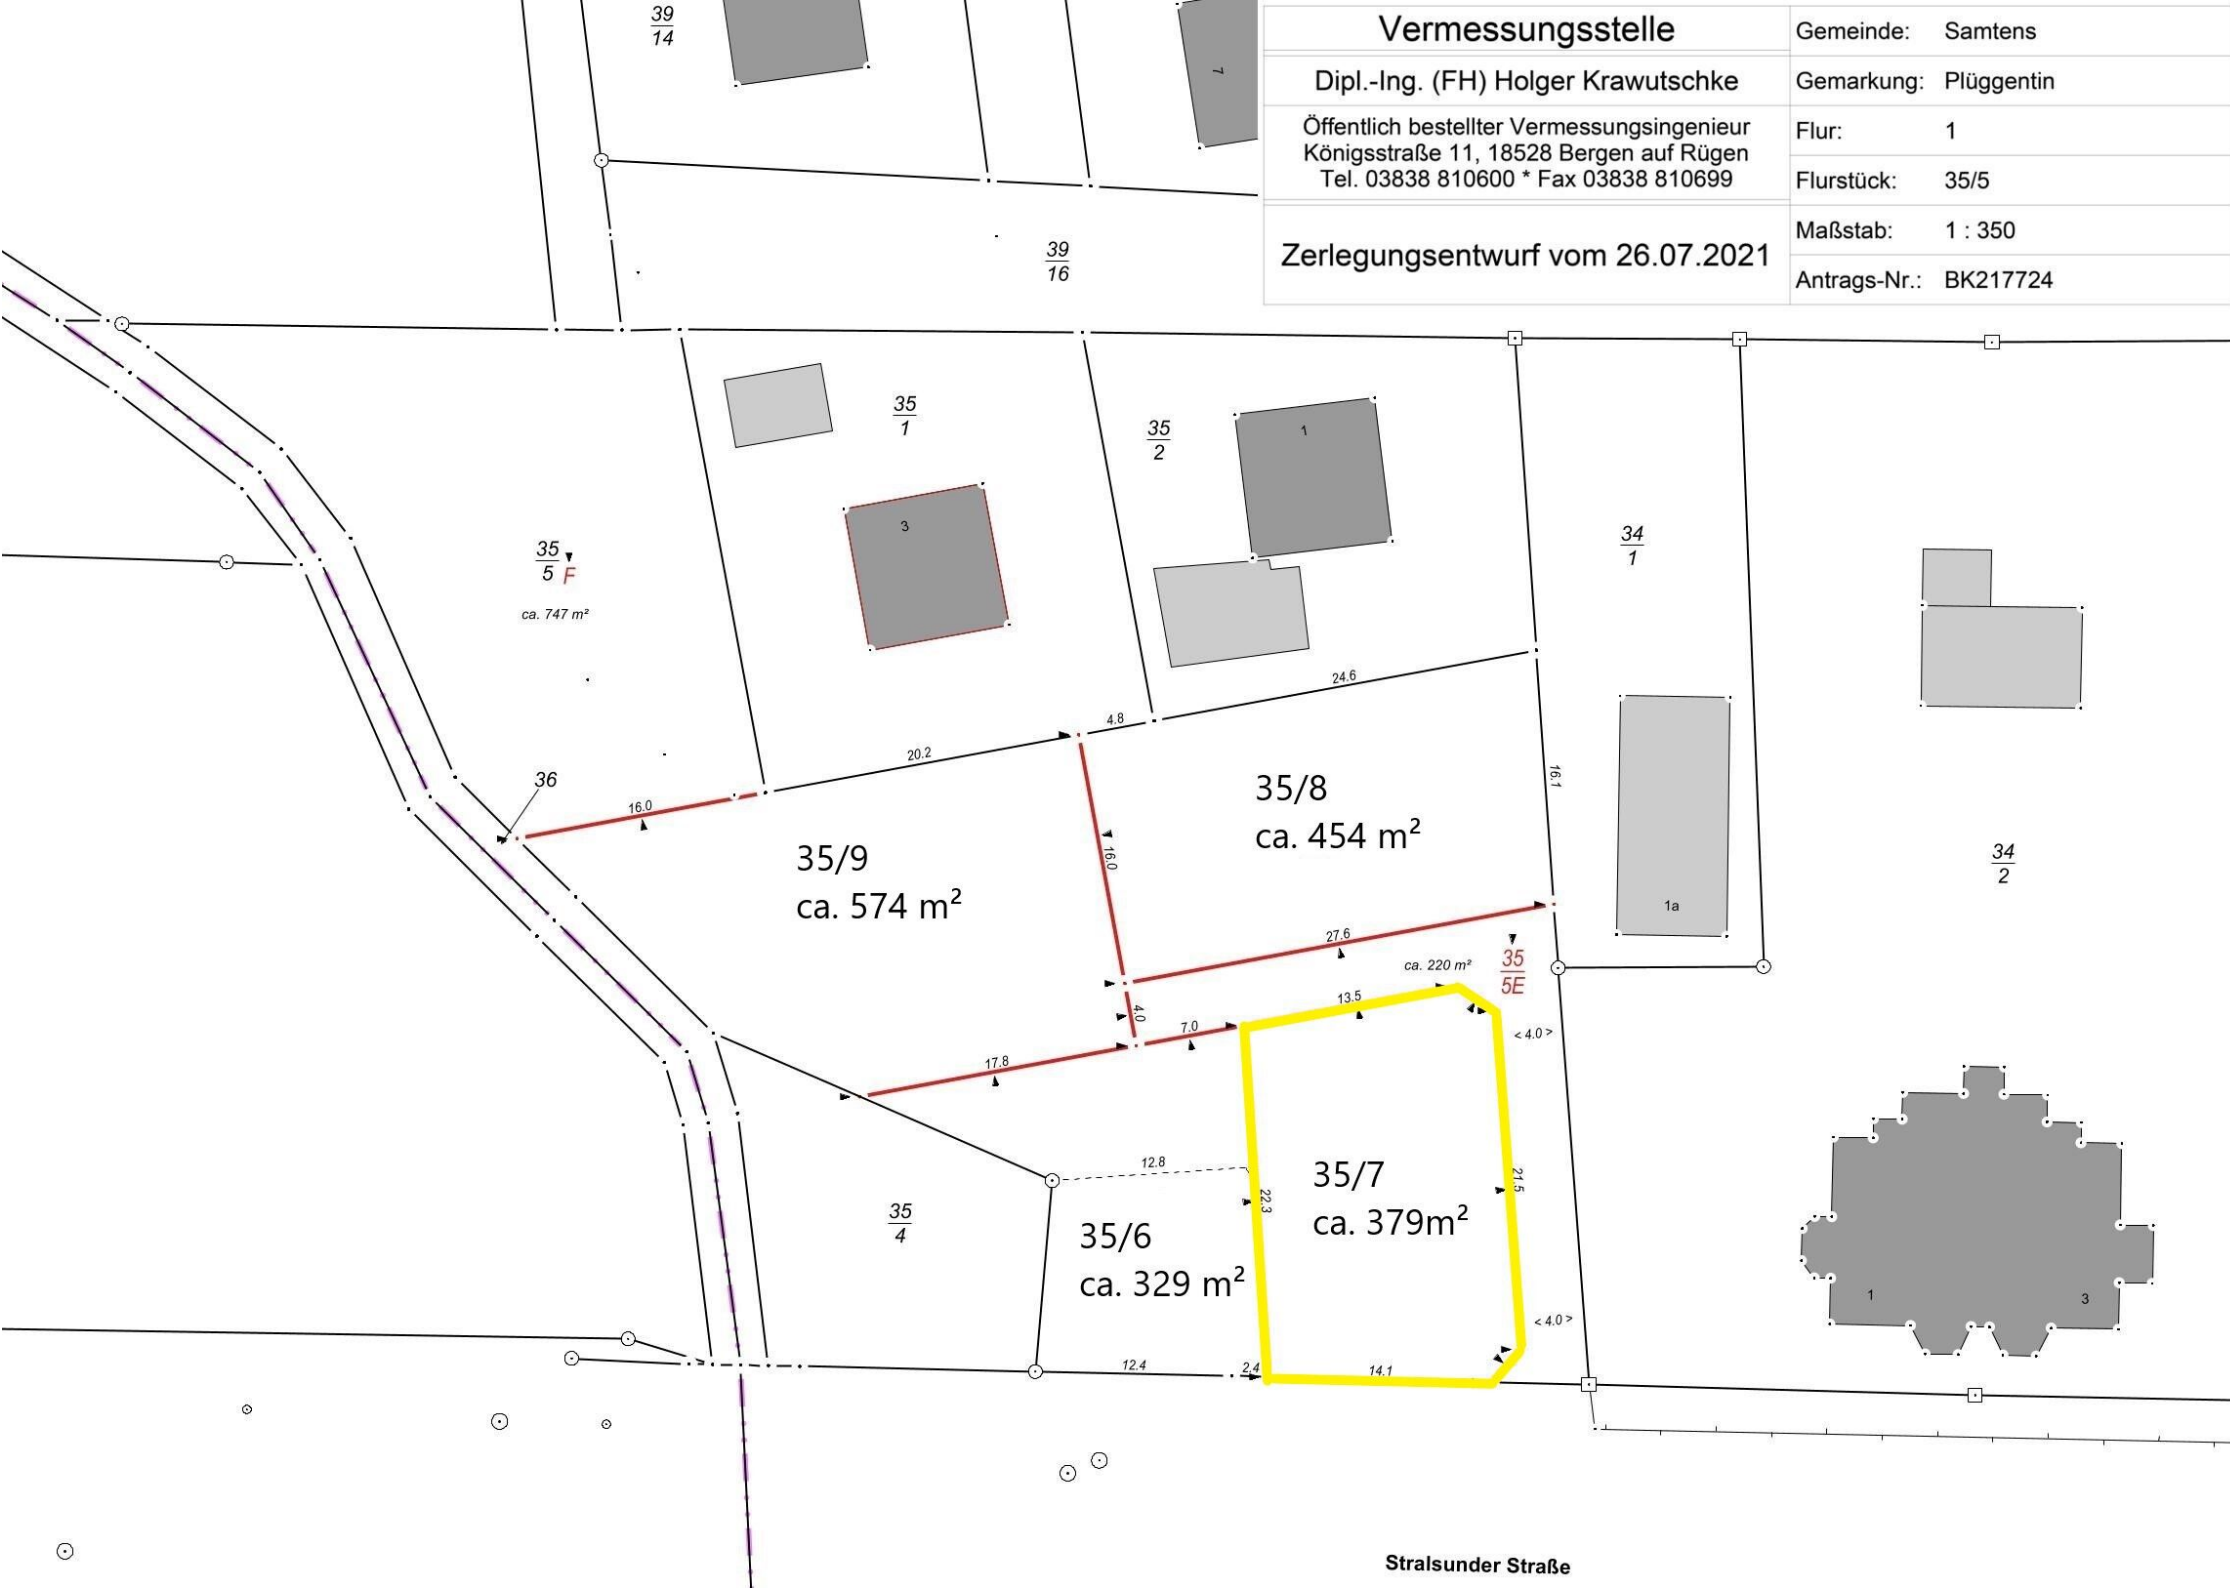 39
14
7
Vermessungsstelle
Dipl.-Ing. (FH) Holger Krawutschke
Öffentlich bestellter Vermessungsingenieur
Königsstraße 11, 18528 Bergen auf Rügen
Tel. 03838 810600 * Fax 03838 810699
Zerlegungsentwurf vom 26.07.2021
Gemeinde: Samtens
Gemarkung: Plüggentin
Flur: 1
Flurstück: 35/5
Maßstab: 1 : 350
Antrags-Nr.: BK217724
39
16
35
1
35
2
1
3
34
1
35
5 F
ca. 747 m²
24.6
4.8
20.2
36
16.0
16.1
35/8
ca. 454 m²
35/9
ca. 574 m²
16.0
34
2
1a
27.6
ca. 220 m²
35
5E
13.5
4.0
7.0
< 4.0 >
17.8
12.8
22.3
35/7
ca. 379m²
21.5
35
4
35/6
ca. 329 m²
1
3
< 4.0 >
12.4
2.4
14.1
Stralsunder Straße